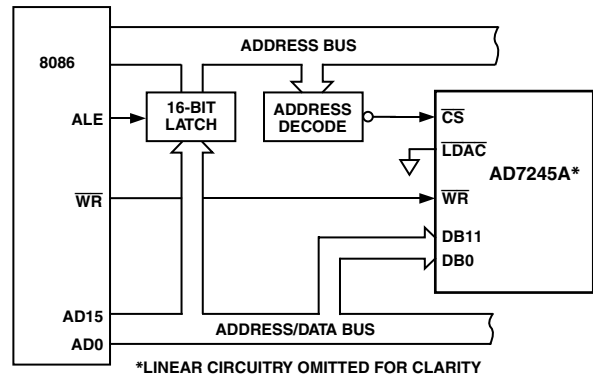 ADDRESS BUS
8086
16-BIT
LATCH
ADDRESS
DECODE
ALE
CS
LDAC
AD7245A*
WR
WR
DB11
DB0
AD15
ADDRESS/DATA BUS
AD0
*LINEAR CIRCUITRY OMITTED FOR CLARITY